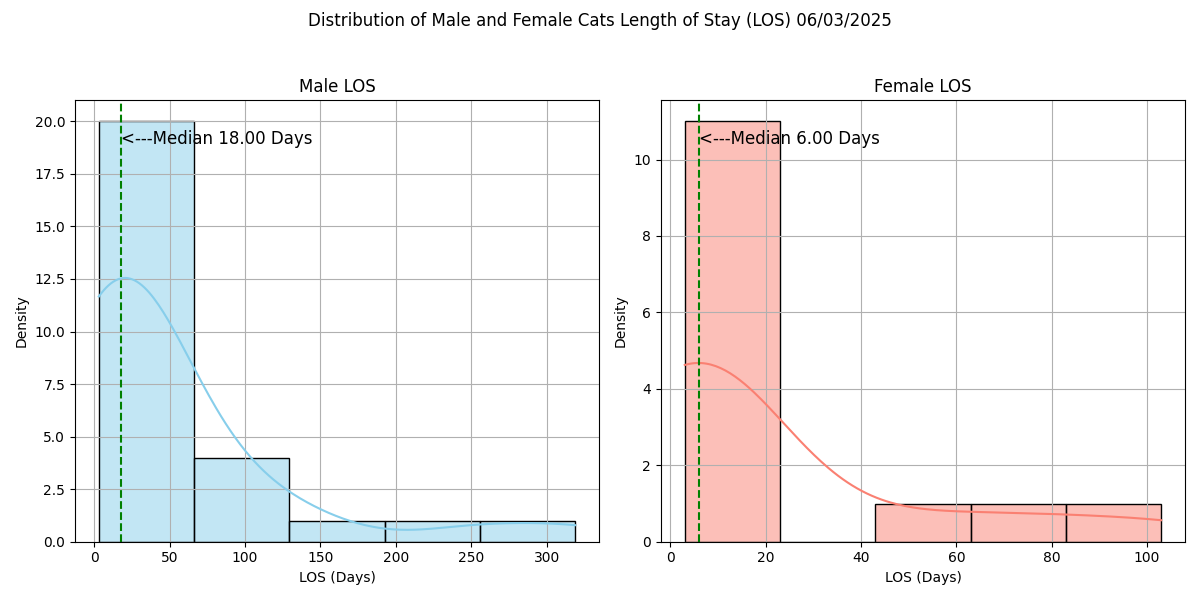 Distribution of Male and Female Cats Length of Stay (LOS) 06/03/2025
Male LOS
20.0
17.5
15.0
12.5
10.0
7.5
5.0
2.5
0.0
Density
<---Median 18.00 Days
0 50 100 150 200 250 300
LOS (Days)
Female LOS
10
8
6
4
2
0
Density
<---Median 6.00 Days
0 20 40 60 80 100
LOS (Days)